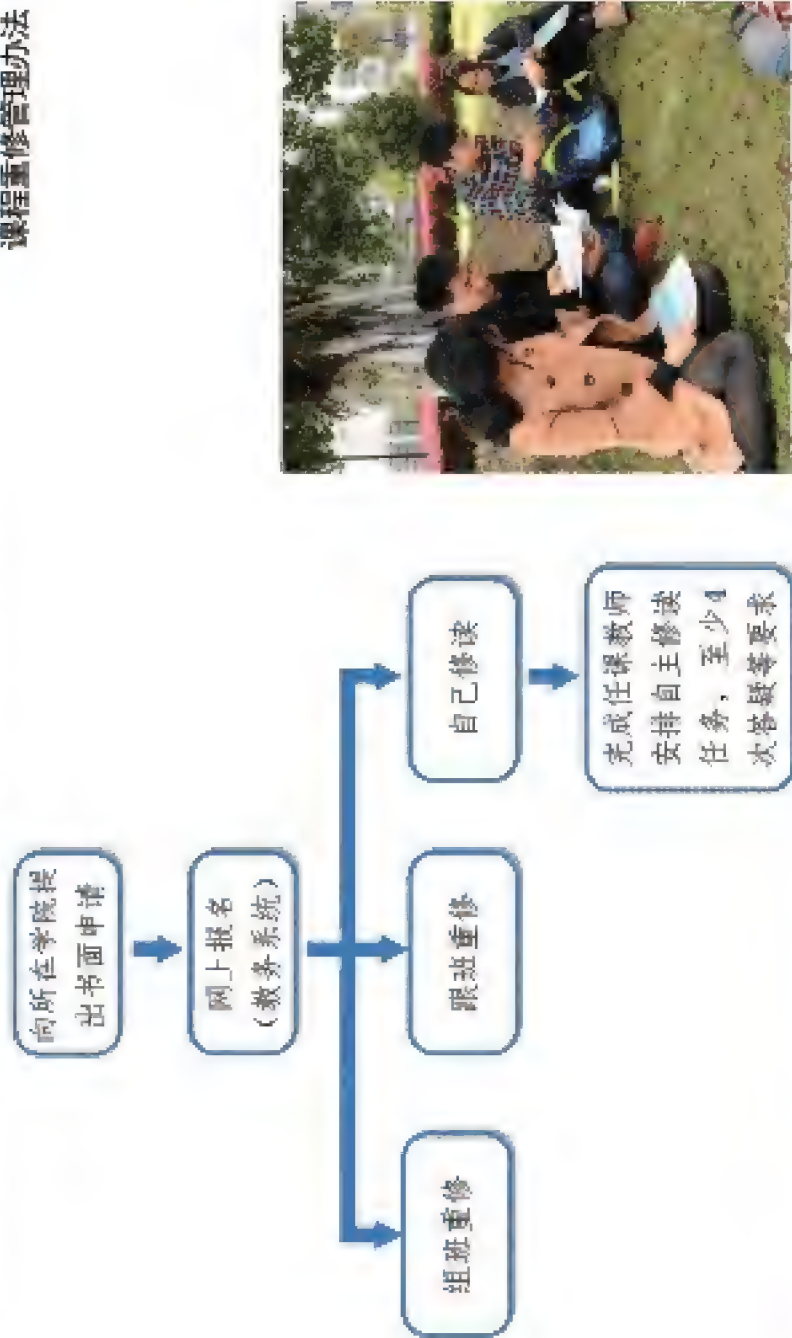 课程重修管理办法
向所在学院提
出书面申请
网上报名
（教务系统）
组班重修
跟班重修
自己修读
完成任课教师
安排自主修读
任务，至少4
次答疑等要求